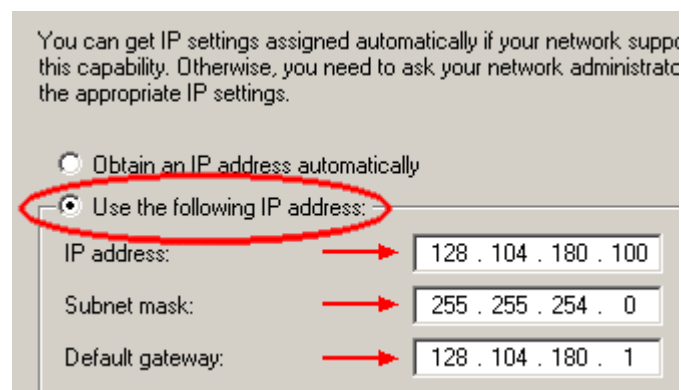 You can get IP settings assigned automatically if your network
this capability. Otherwise, you need to ask your network
the appropriate IP settings.
Obtain an IP address automatically
Use the following IP address:
IP address: 128 . 104 . 180 . 100
Subnet mask: 255 . 255 . 254 . 0
Default gateway: 128 . 104 . 180 . 1